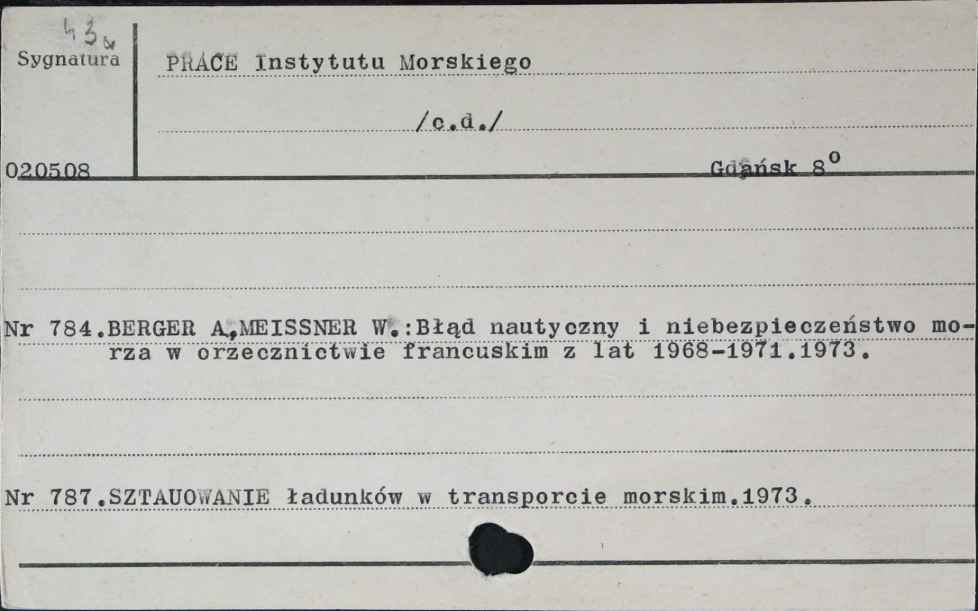 43a
Sygnatura
PRACE Instytutu Morskiego
/c.d./
020508
Gdańsk 8⁰
Nr 784.BERGER A.,MEISSNER W.:Błąd nautyczny i niebezpieczeństwo mo-
rza w orzecznictwie francuskim z lat 1968-1971.1973.
Nr 787.SZTAUOWANIE ładunków w transporcie morskim.1973.